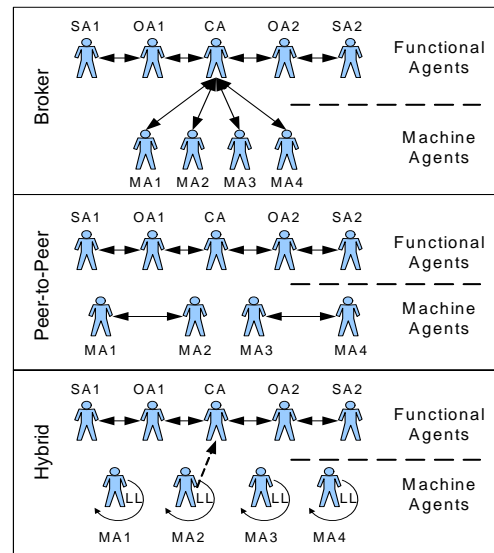 Broker
SA1 OA1 CA OA2 SA2
Functional
Agents
Machine
Agents
MA1 MA2 MA3 MA4
Peer-to-Peer
SA1 OA1 CA OA2 SA2
Functional
Agents
Machine
Agents
MA1 MA2 MA3 MA4
Hybrid
SA1 OA1 CA OA2 SA2
Functional
Agents
LL LL LL LL
Machine
Agents
MA1 MA2 MA3 MA4